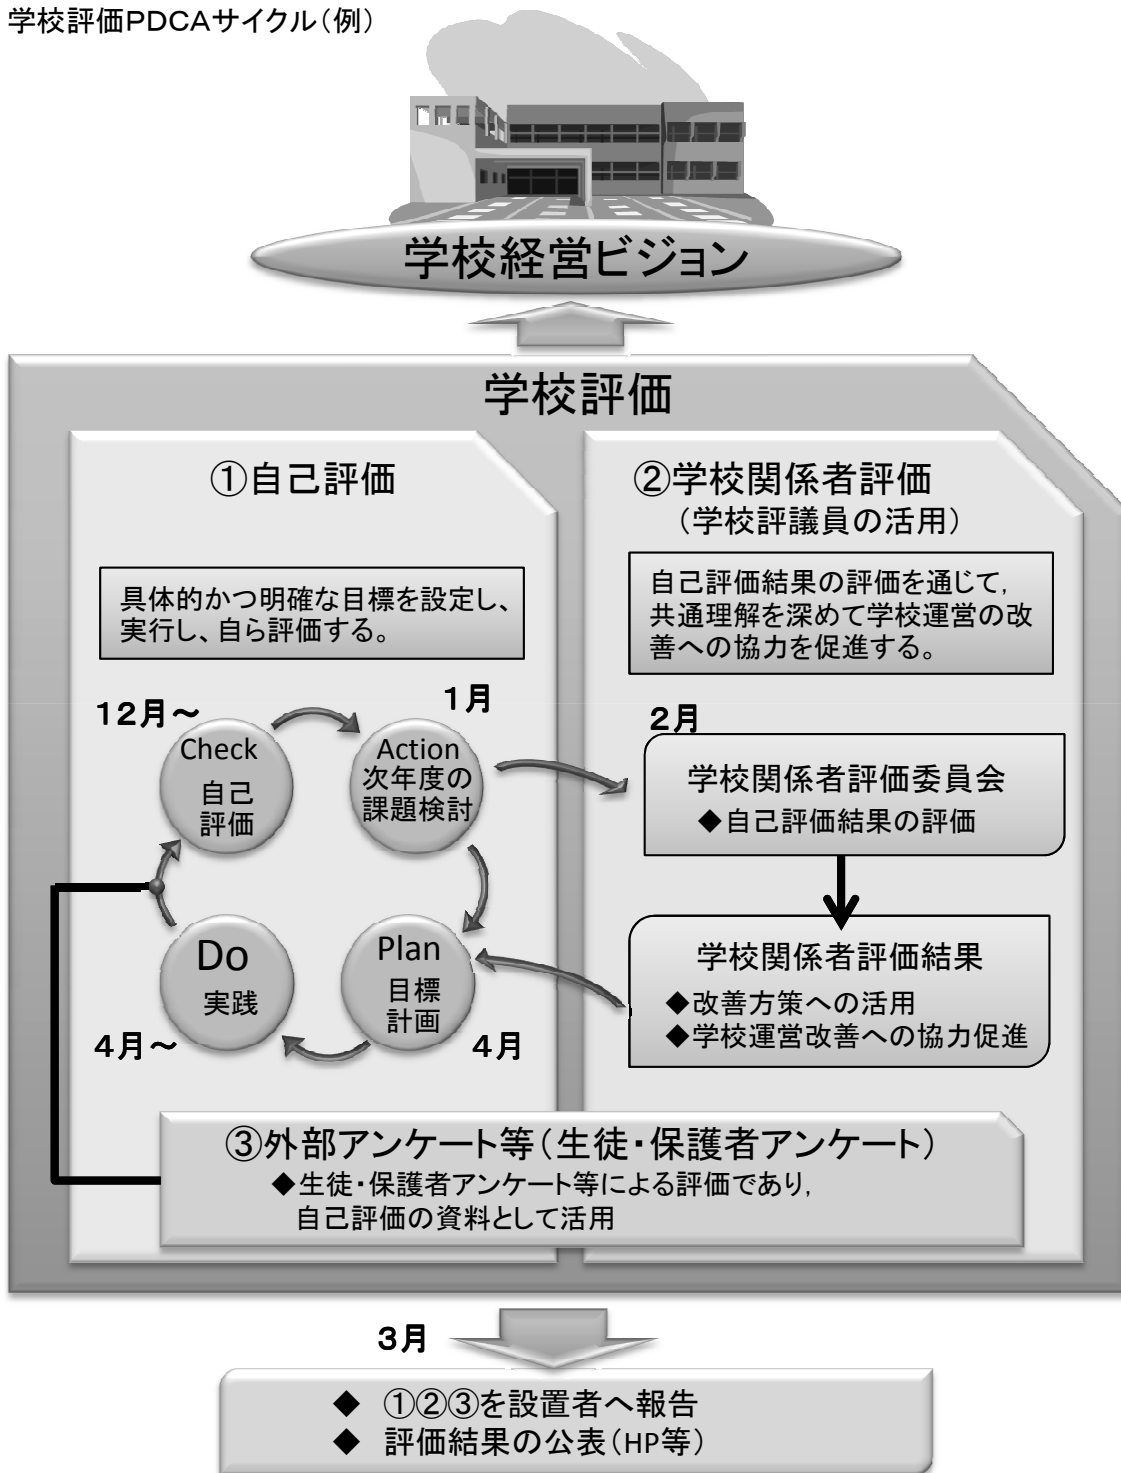 学校評価PDCAサイクル（例）
学校経営ビジョン
学校評価
①自己評価
具体的かつ明確な目標を設定し、
実行し、自ら評価する。
12月～
1月
Check
自己
評価
Action
次年度の
課題検討
Do
実践
Plan
目標
計画
4月～
4月
②学校関係者評価
（学校評議員の活用）
自己評価結果の評価を通じて，
共通理解を深めて学校運営の改
善への協力を促進する。
2月
学校関係者評価委員会
◆自己評価結果の評価
学校関係者評価結果
◆改善方策への活用
◆学校運営改善への協力促進
③外部アンケート等（生徒・保護者アンケート）
◆生徒・保護者アンケート等による評価であり，
自己評価の資料として活用
3月
◆ ①②③を設置者へ報告
◆ 評価結果の公表（HP等）